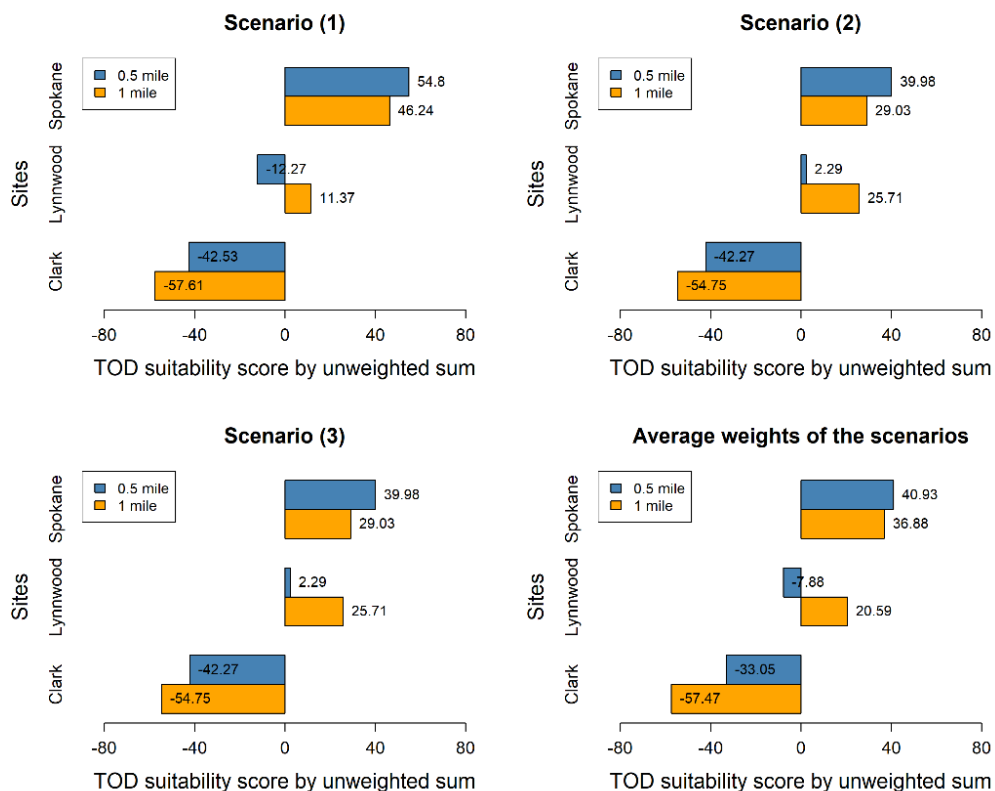 Scenario (1)
0.5 mile
1 mile
Sites
Spokane
Lynnwood
Clark
54.8
46.24
-12.27
11.37
-42.53
-57.61
-80 -40 0 40 80
TOD suitability score by unweighted sum
Scenario (2)
0.5 mile
1 mile
Sites
Spokane
Lynnwood
Clark
39.98
29.03
2.29
25.71
-42.27
-54.75
-80 -40 0 40 80
TOD suitability score by unweighted sum
Scenario (3)
0.5 mile
1 mile
Sites
Spokane
Lynnwood
Clark
39.98
29.03
2.29
25.71
-42.27
-54.75
-80 -40 0 40 80
TOD suitability score by unweighted sum
Average weights of the scenarios
0.5 mile
1 mile
Sites
Spokane
Lynnwood
Clark
40.93
36.88
-7.88
20.59
-33.05
-57.47
-80 -40 0 40 80
TOD suitability score by unweighted sum